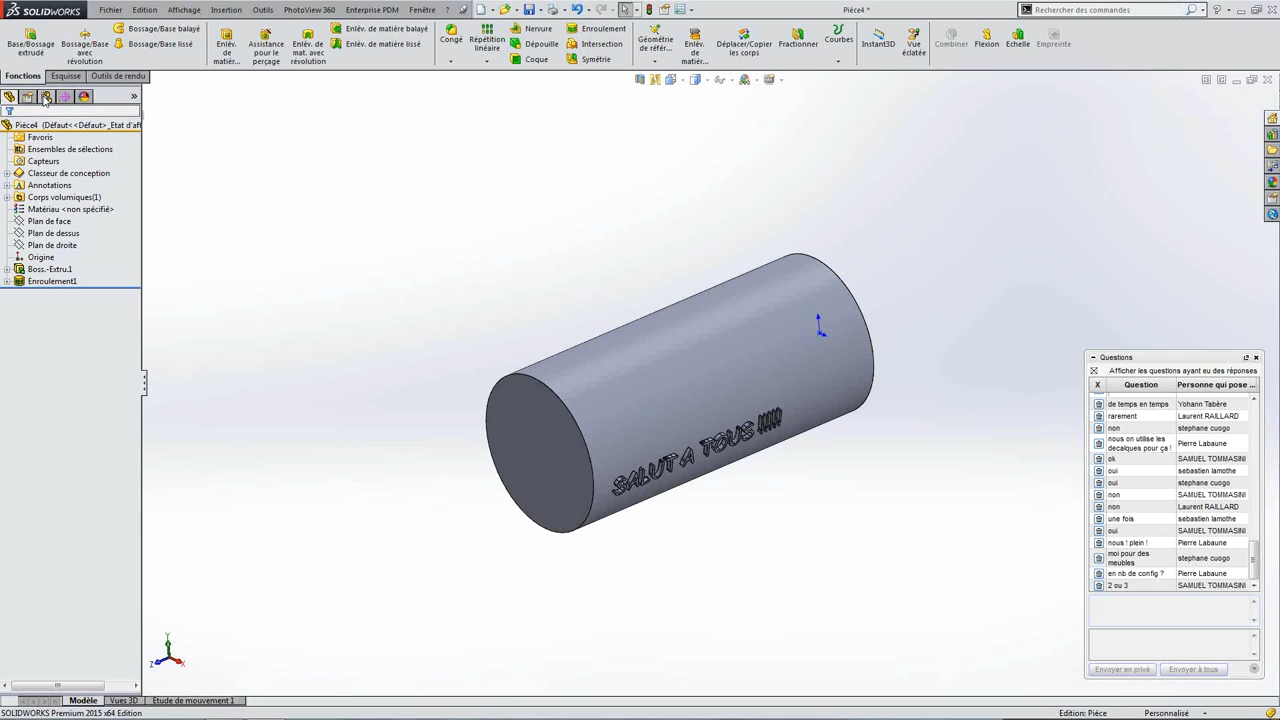 SOLIDWORKS
Fichier Edition Affichage Insertion Outils PhotoView 360 Enterprise PDM Fenêtre
Pièce4 *
Rechercher des commandes
Base/Bossage extrudé
Bossage/Base avec révolution
Bossage/Base balayé
Bossage/Base lissé
Enlèv. de matièr...
Assistance pour le perçage
Enlèv. de mat. avec révolution
Enlèv. de matière balayé
Enlèv. de matière lissé
Congé
Répétition linéaire
Nervure
Dépouille
Coque
Enroulement
Intersection
Symétrie
Géometrie de référ...
Enlèv. de matièr...
Déplacer/Copier les corps
Fractionner
Courbes
Instant3D
Vue éclatée
Combiner
Flexion
Echelle
Empreinte
Fonctions Esquisse Outils de rendu
Pièce4 (Défaut<<Défaut>_Etat d'aff
Favoris
Ensembles de sélections
Capteurs
Classeur de conception
Annotations
Corps volumiques(1)
Matériau <non spécifié>
Plan de face
Plan de dessus
Plan de droite
Origine
Boss.-Extru.1
Enroulement1
SALUT A TOUS !!!!!
Y
Z
X
Questions
Afficher les questions ayant eu des réponses
X Question Personne qui pose ...
de temps en temps Yohann Tabère
rarement Laurent RAILLARD
non stephane cuogo
nous on utilise les decalques pour ça ! Pierre Labaune
ok SAMUEL TOMMASINI
oui sebastien lamothe
oui stephane cuogo
non SAMUEL TOMMASINI
non Laurent RAILLARD
une fois sebastien lamothe
oui SAMUEL TOMMASINI
nous ! plein ! Pierre Labaune
moi pour des meubles stephane cuogo
en nb de config ? Pierre Labaune
2 ou 3 SAMUEL TOMMASINI
Envoyer en privé Envoyer à tous
Modèle Vues 3D Etude de mouvement 1
SOLIDWORKS Premium 2015 x64 Edition
Edition: Pièce
Personnalisé